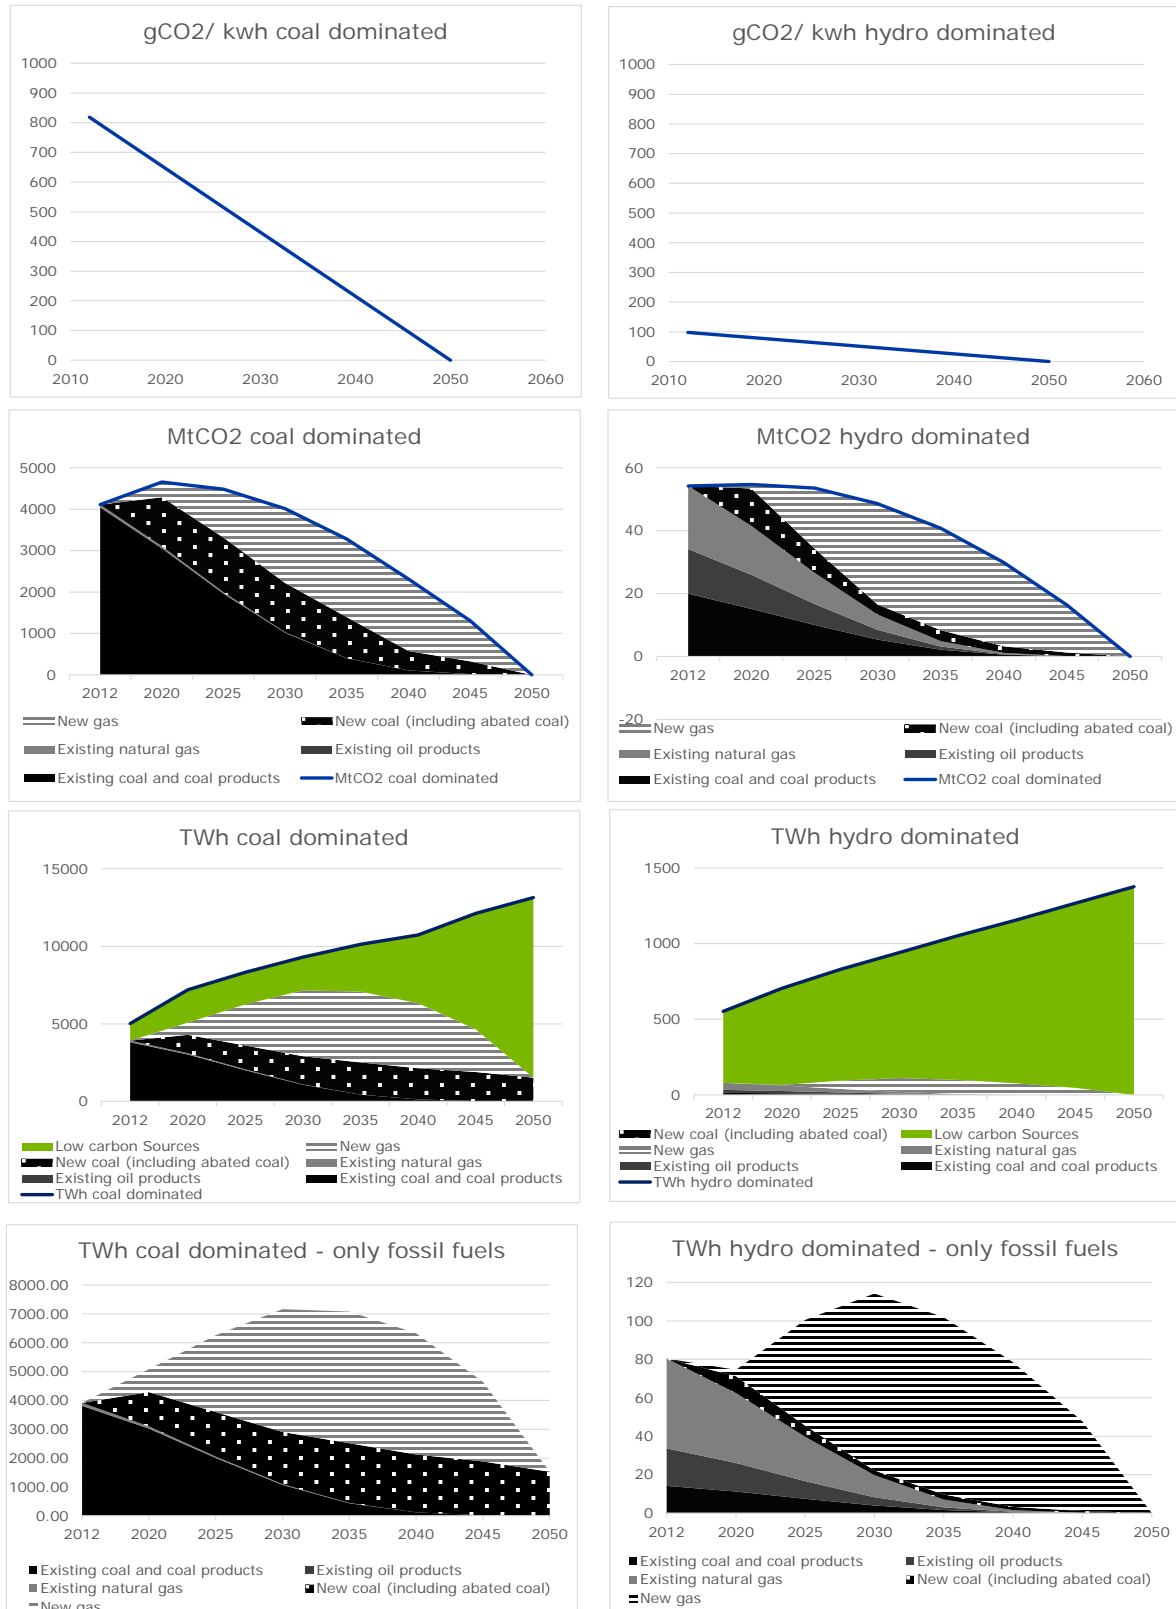 gCO2/ kwh coal dominated
1000
900
800
700
600
500
400
300
200
100
0
2010 2020 2030 2040 2050 2060
gCO2/ kwh hydro dominated
1000
900
800
700
600
500
400
300
200
100
0
2010 2020 2030 2040 2050 2060
MtCO2 coal dominated
5000
4000
3000
2000
1000
0
2012 2020 2025 2030 2035 2040 2045 2050
New gas New coal (including abated coal)
Existing natural gas Existing oil products
Existing coal and coal products MtCO2 coal dominated
MtCO2 hydro dominated
60
40
20
0
2012 2020 2025 2030 2035 2040 2045 2050
-20
New gas New coal (including abated coal)
Existing natural gas Existing oil products
Existing coal and coal products MtCO2 coal dominated
TWh coal dominated
15000
10000
5000
0
2012 2020 2025 2030 2035 2040 2045 2050
Low carbon Sources New gas
New coal (including abated coal) Existing natural gas
Existing oil products Existing coal and coal products
TWh coal dominated
TWh hydro dominated
1500
1000
500
0
2012 2020 2025 2030 2035 2040 2045 2050
New coal (including abated coal) Low carbon Sources
New gas Existing natural gas
Existing oil products Existing coal and coal products
TWh hydro dominated
TWh coal dominated - only fossil fuels
8000.00
7000.00
6000.00
5000.00
4000.00
3000.00
2000.00
1000.00
0.00
2012 2020 2025 2030 2035 2040 2045 2050
Existing coal and coal products Existing oil products
Existing natural gas New coal (including abated coal)
New gas
TWh hydro dominated - only fossil fuels
120
100
80
60
40
20
0
2012 2020 2025 2030 2035 2040 2045 2050
Existing coal and coal products Existing oil products
Existing natural gas New coal (including abated coal)
New gas